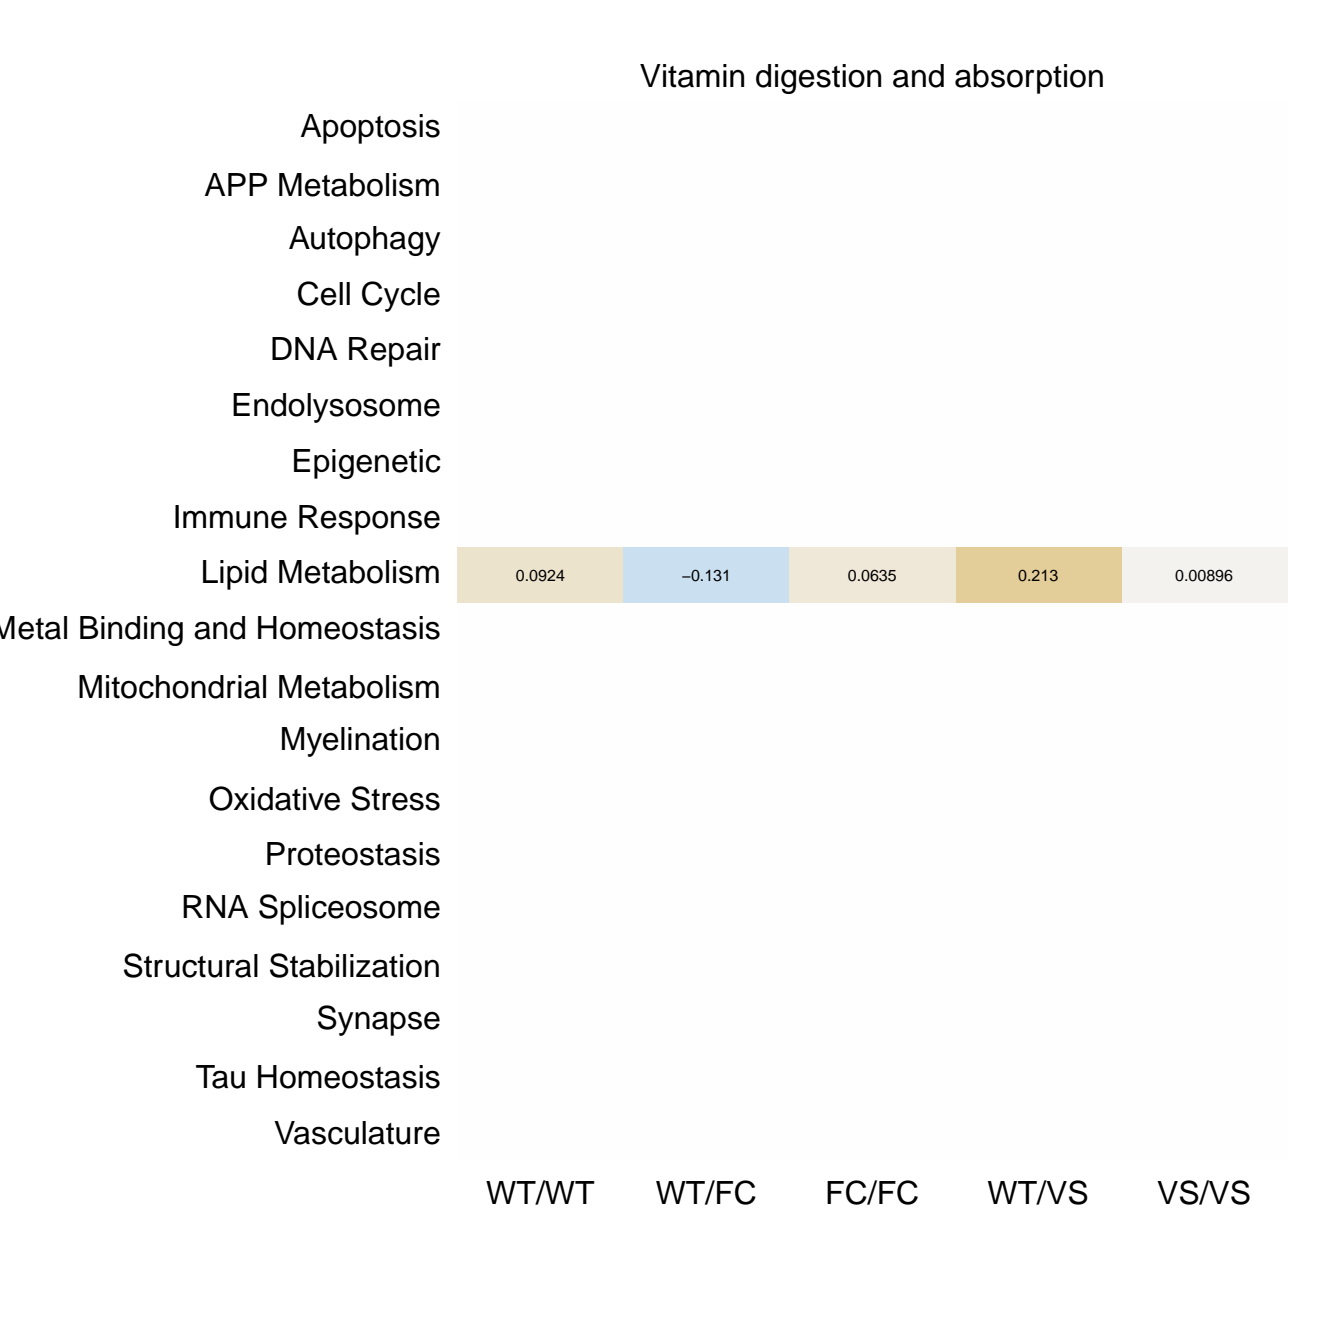 Vitamin digestion and absorption
Apoptosis
APP Metabolism
Autophagy
Cell Cycle
DNA Repair
Endolysosome
Epigenetic
Immune Response
Lipid Metabolism 0.0924 −0.131 0.0635 0.213 0.00896
Metal Binding and Homeostasis
Mitochondrial Metabolism
Myelination
Oxidative Stress
Proteostasis
RNA Spliceosome
Structural Stabilization
Synapse
Tau Homeostasis
Vasculature
WT/WT WT/FC FC/FC WT/VS VS/VS